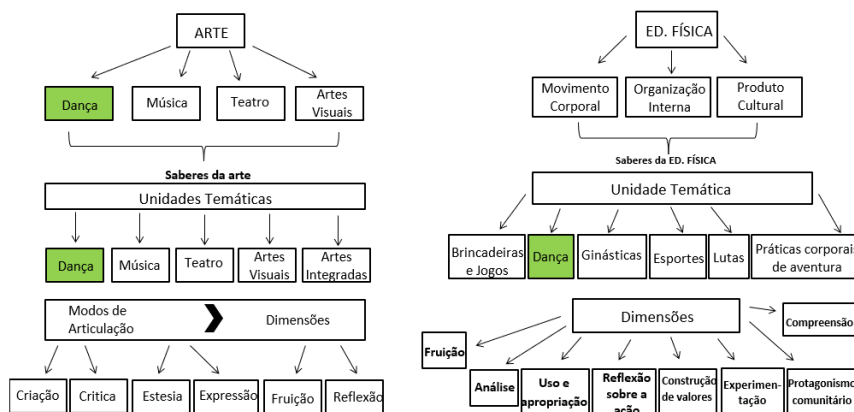 ARTE
Dança
Música
Teatro
Artes
Visuais
Saberes da arte
Unidades Temáticas
Dança
Música
Teatro
Artes
Visuais
Artes
Integradas
Modos de
Articulação
Dimensões
Criação
Critica
Estesia
Expressão
Fruição
Reflexão
ED. FÍSICA
Movimento
Corporal
Organização
Interna
Produto
Cultural
Saberes da ED. FÍSICA
Unidade Temática
Brincadeiras
e Jogos
Dança
Ginásticas
Esportes
Lutas
Práticas corporais
de aventura
Dimensões
Compreensão
Fruição
Análise
Uso e
apropriação
Reflexão
sobre a
ação
Construção
de valores
Experimen-
tação
Protagonismo
comunitário